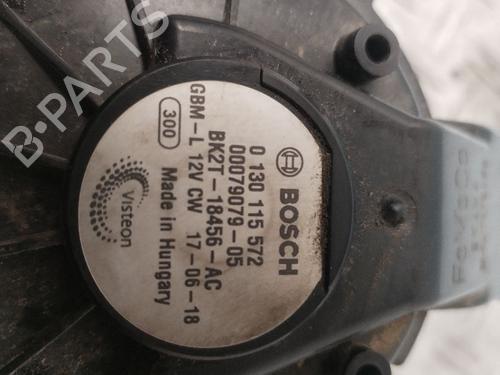 BOSCH
0 130 115 572
00079079-05
BK2T-18456-AC
GBM-L 12V CW 17-06-18
300 Made in Hungary
Visteon
B-PARTS